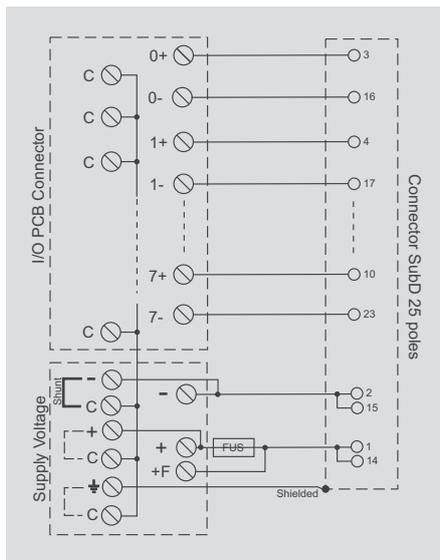 0+
3
C
0-
16
C
1+
4
C
1-
17
7+
10
7-
23
C
I/O PCB Connector
Connector SubD 25 poles
-
-
2
Shunt
C
15
+
+
FUS
1
C
+F
14
Supply Voltage
Shielded
C